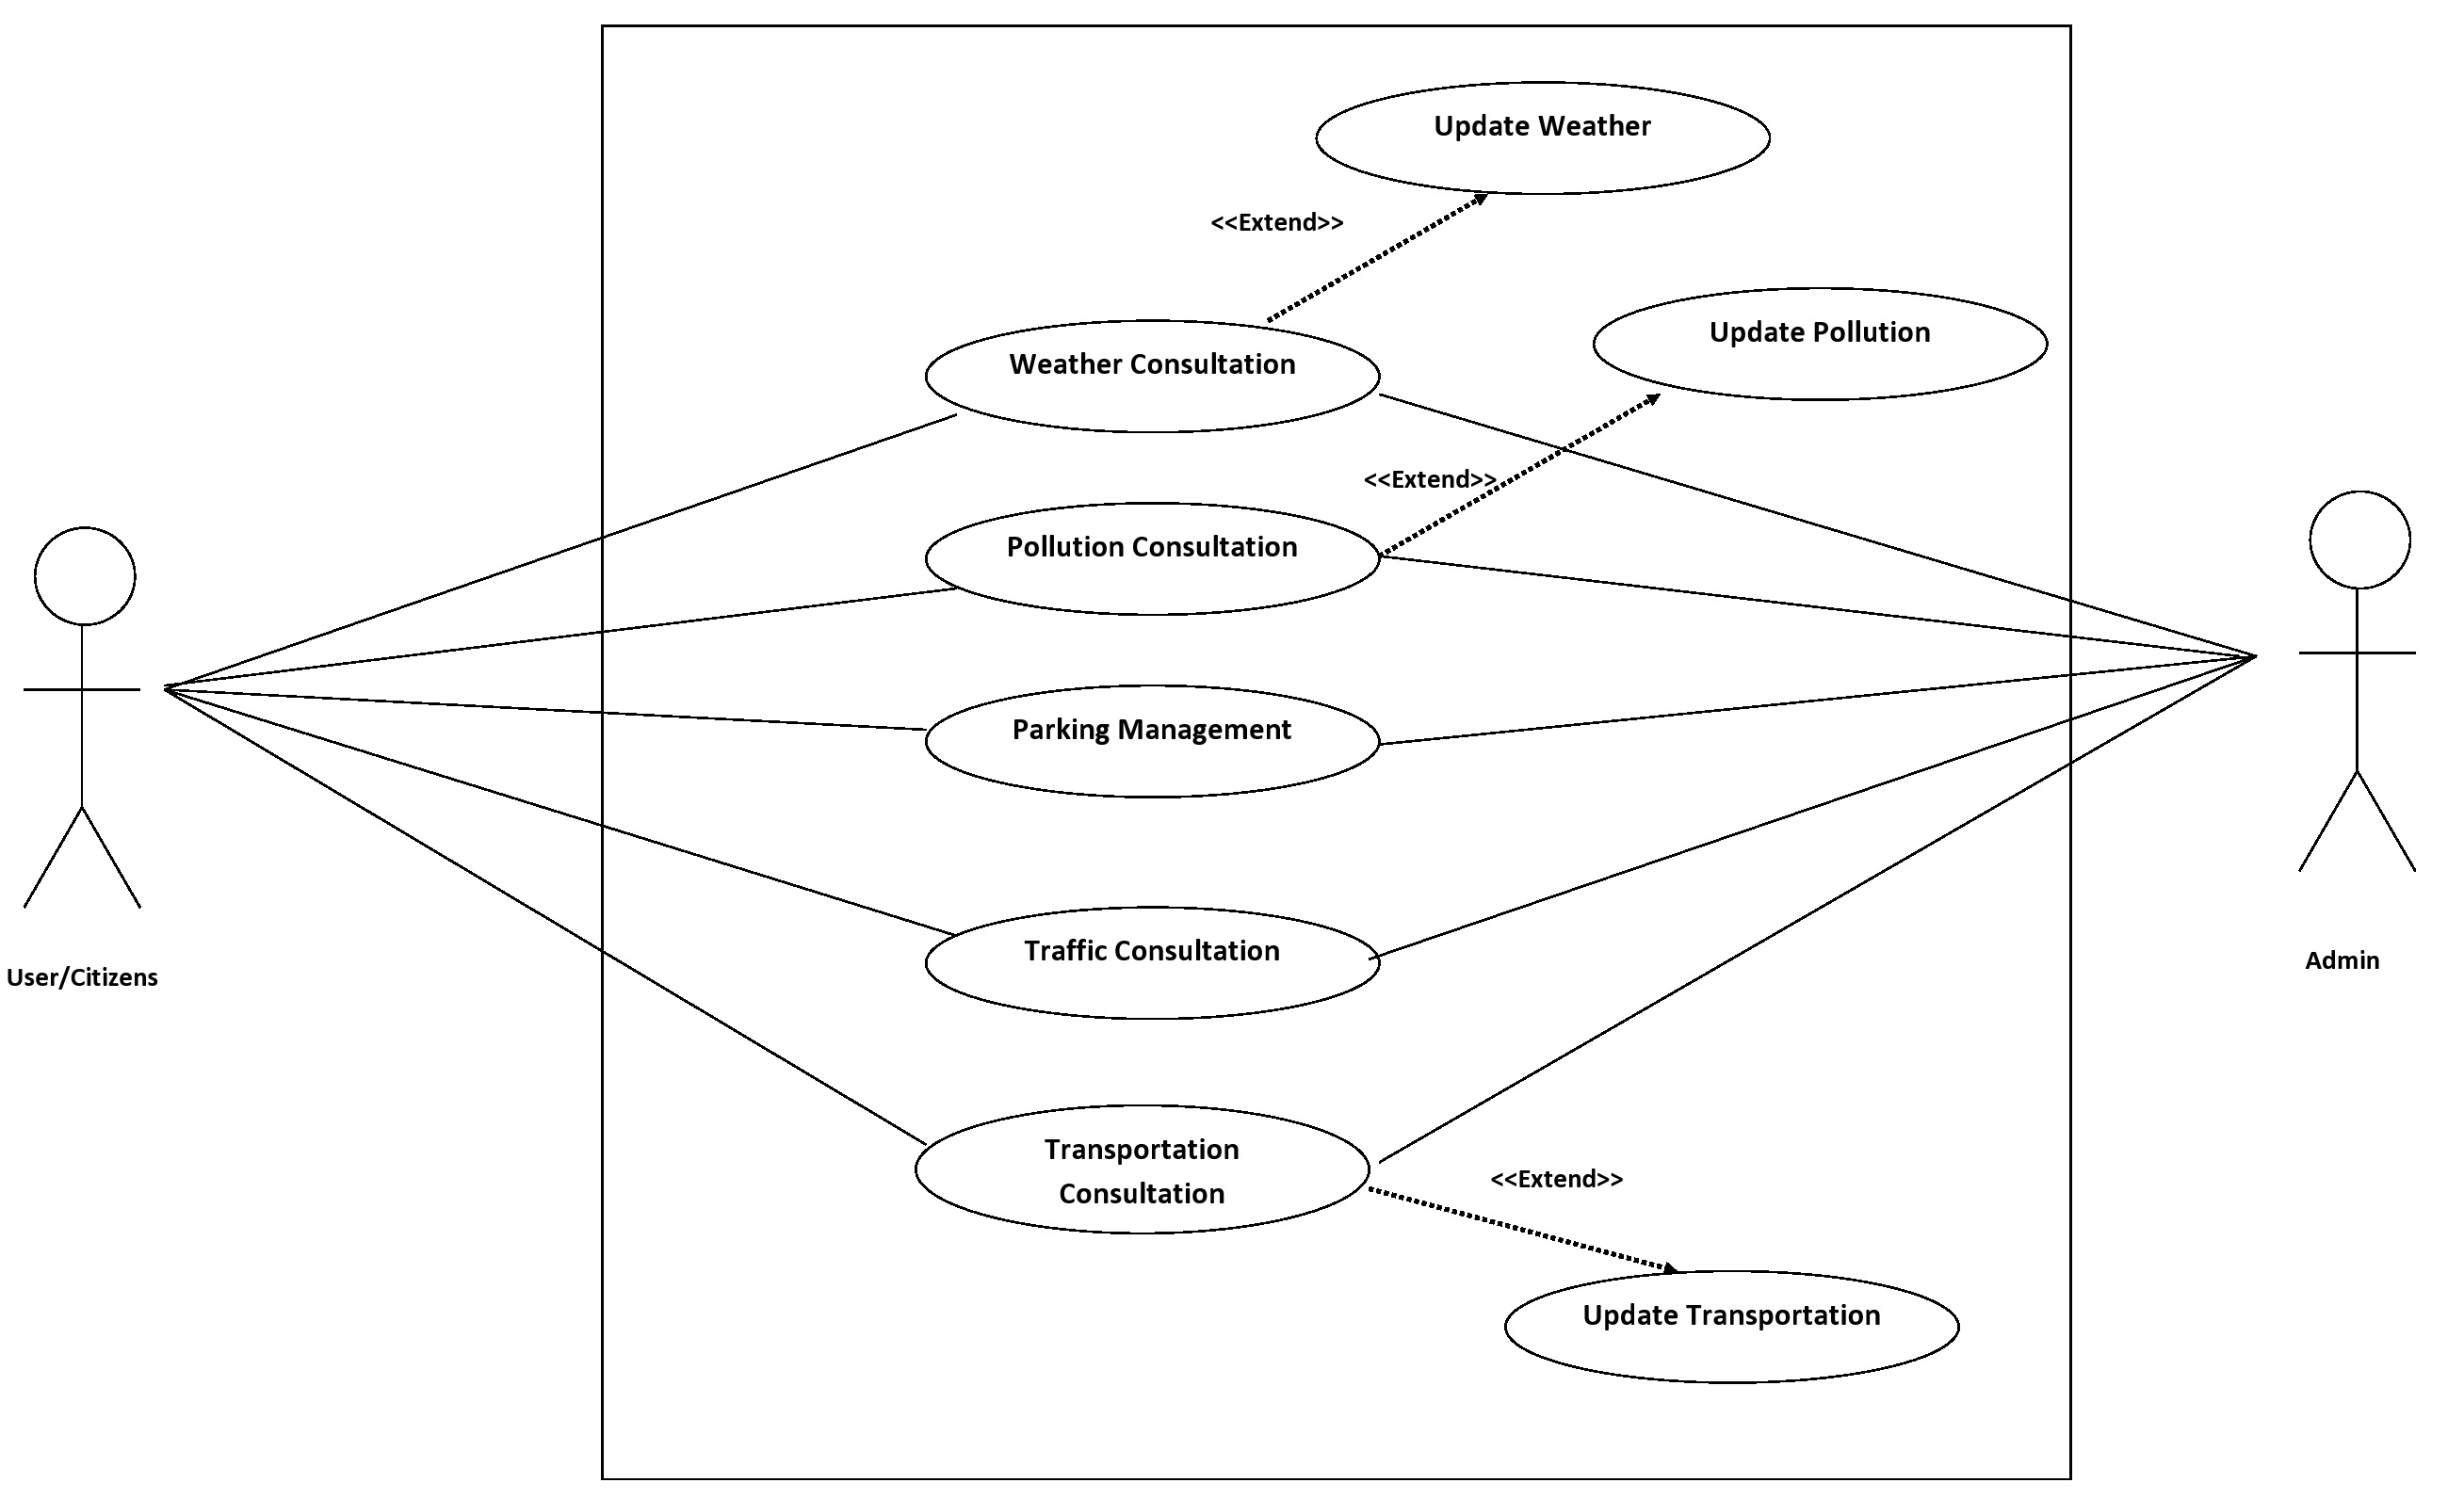 Update Weather
<<Extend>>
Update Pollution
Weather Consultation
<<Extend>>
Pollution Consultation
Parking Management
Traffic Consultation
User/Citizens
Admin
Transportation
Consultation
<<Extend>>
Update Transportation